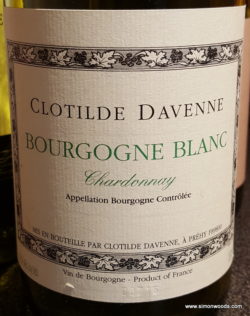 CLOTILDE DAVENNE
BOURGOGNE BLANC
Chardonnay
Appellation Bourgogne Contrôlée
MIS EN BOUTEILLE PAR CLOTILDE DAVENNE, À PRÉHY FRANCE
Vin de Bourgogne - Product of France
www.simonwoods.com